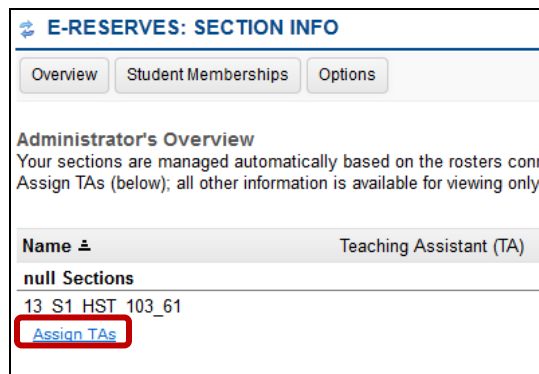 E-RESERVES: SECTION INFO
Overview Student Memberships Options
Administrator's Overview
Your sections are managed automatically based on the rosters
Assign TAs (below); all other information is available for viewing only
Name Teaching Assistant (TA)
null Sections
13_S1_HST_103_61
Assign TAs